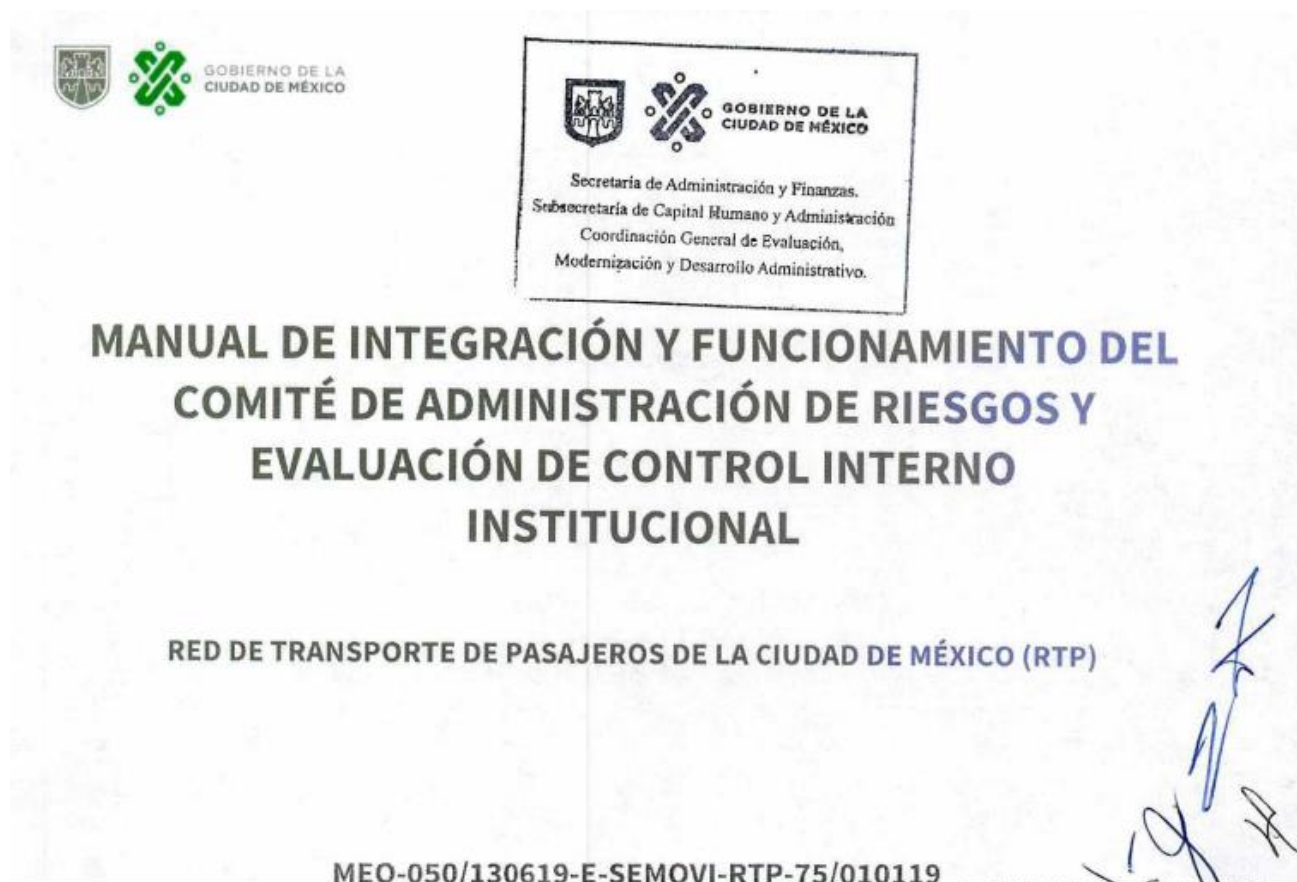 GOBIERNO DE LA
CIUDAD DE MÉXICO
GOBIERNO DE LA
CIUDAD DE MÉXICO
Secretaría de Administración y Finanzas.
Subsecretaría de Capital Humano y Administración
Coordinación General de Evaluación,
Modernización y Desarrollo Administrativo.
MANUAL DE INTEGRACIÓN Y FUNCIONAMIENTO DEL
COMITÉ DE ADMINISTRACIÓN DE RIESGOS Y
EVALUACIÓN DE CONTROL INTERNO
INSTITUCIONAL
RED DE TRANSPORTE DE PASAJEROS DE LA CIUDAD DE MÉXICO (RTP)
MEO-050/130619-E-SEMOVI-RTP-75/010119